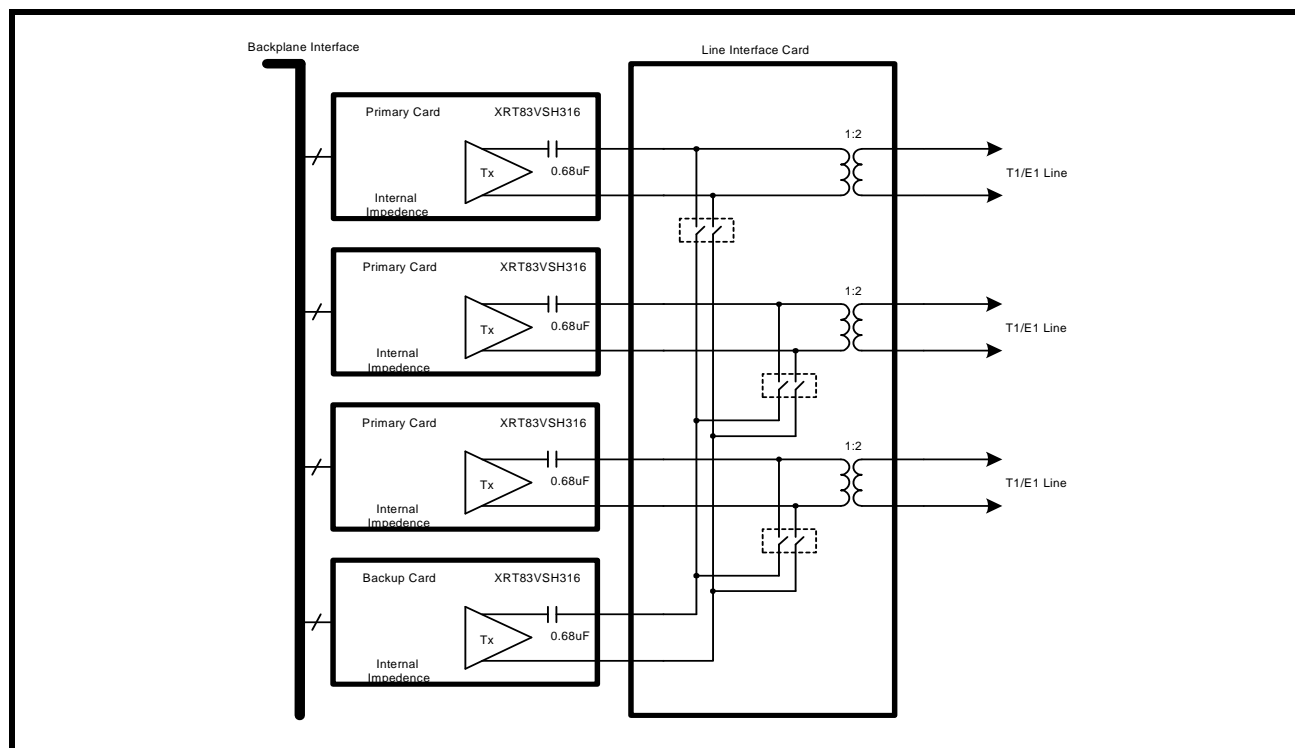 Backplane Interface
Line Interface Card
Primary Card XRT83VSH316
Tx
0.68uF
Internal
Impedence
1:2
T1/E1 Line
Primary Card XRT83VSH316
Tx
0.68uF
Internal
Impedence
1:2
T1/E1 Line
Primary Card XRT83VSH316
Tx
0.68uF
Internal
Impedence
1:2
T1/E1 Line
Backup Card XRT83VSH316
Tx
0.68uF
Internal
Impedence